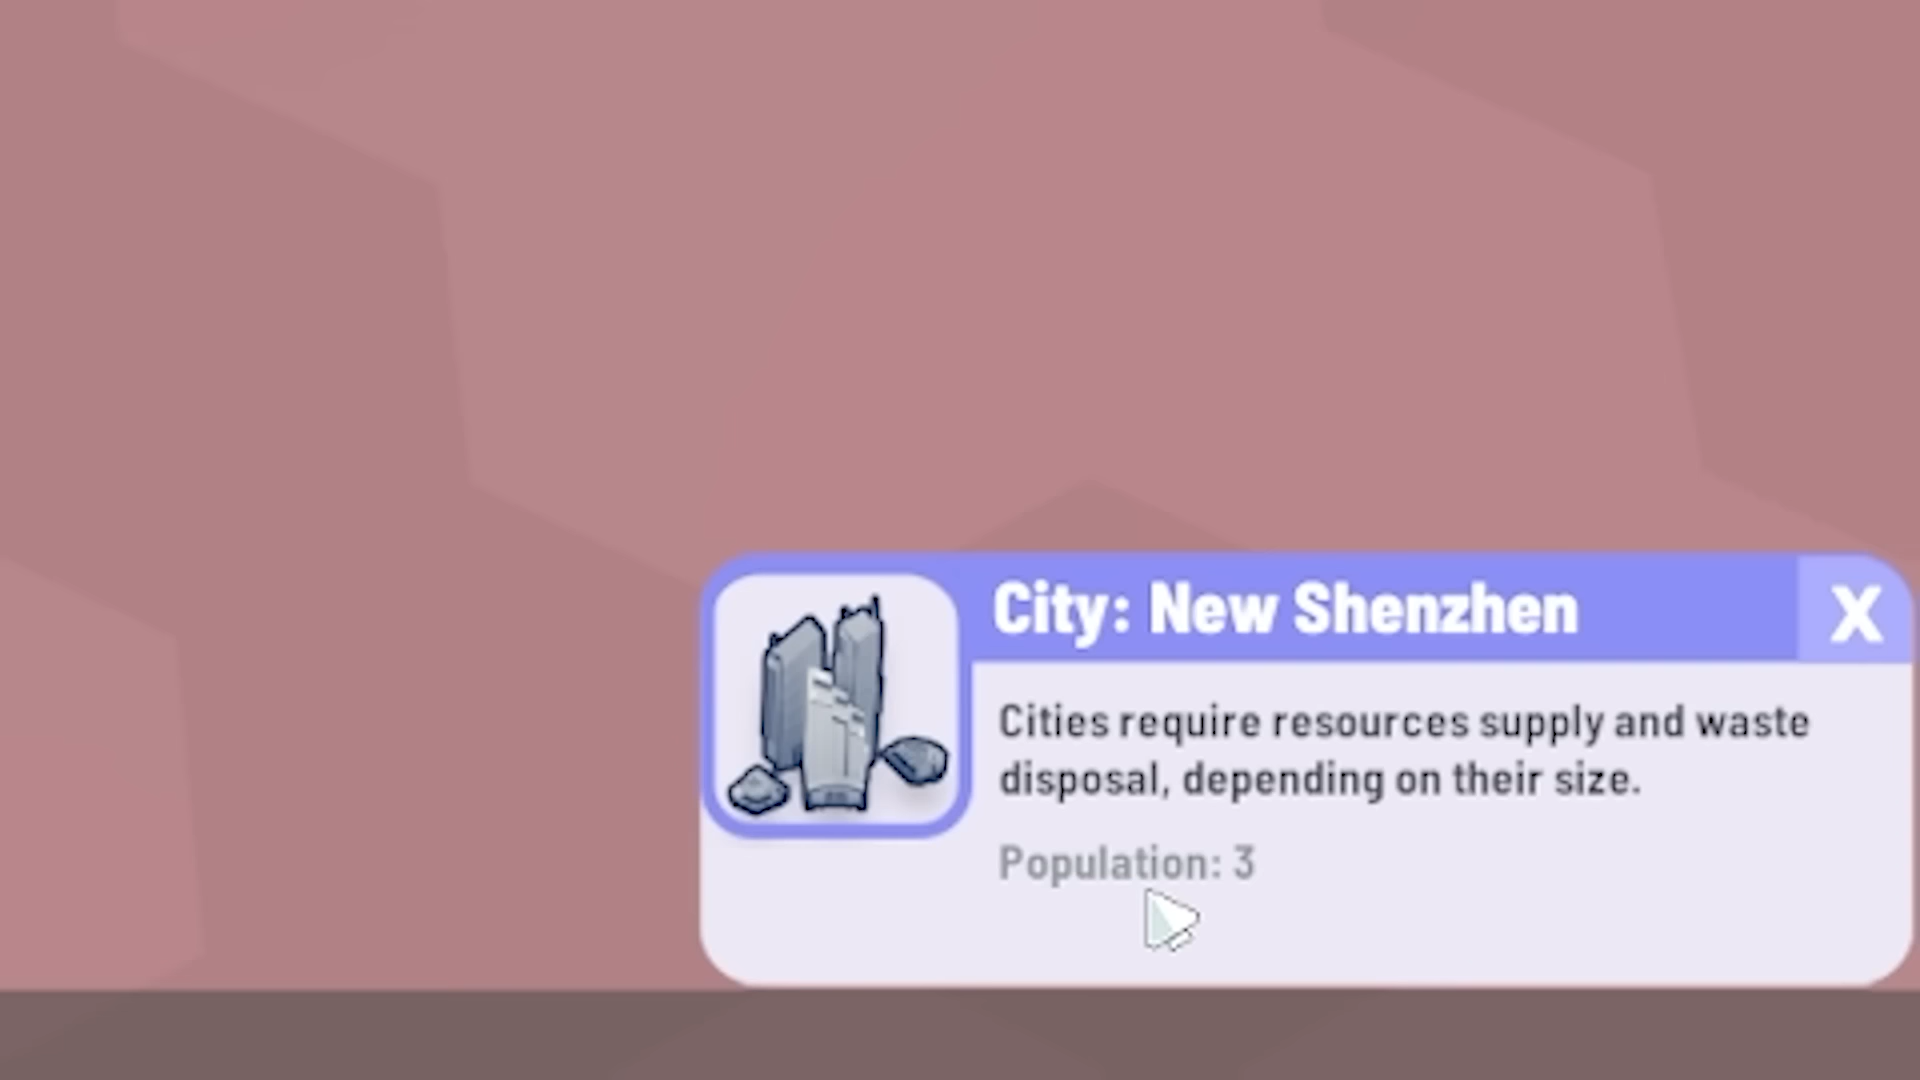 City: New Shenzhen
X
Cities require resources supply and waste
disposal, depending on their size.
Population: 3